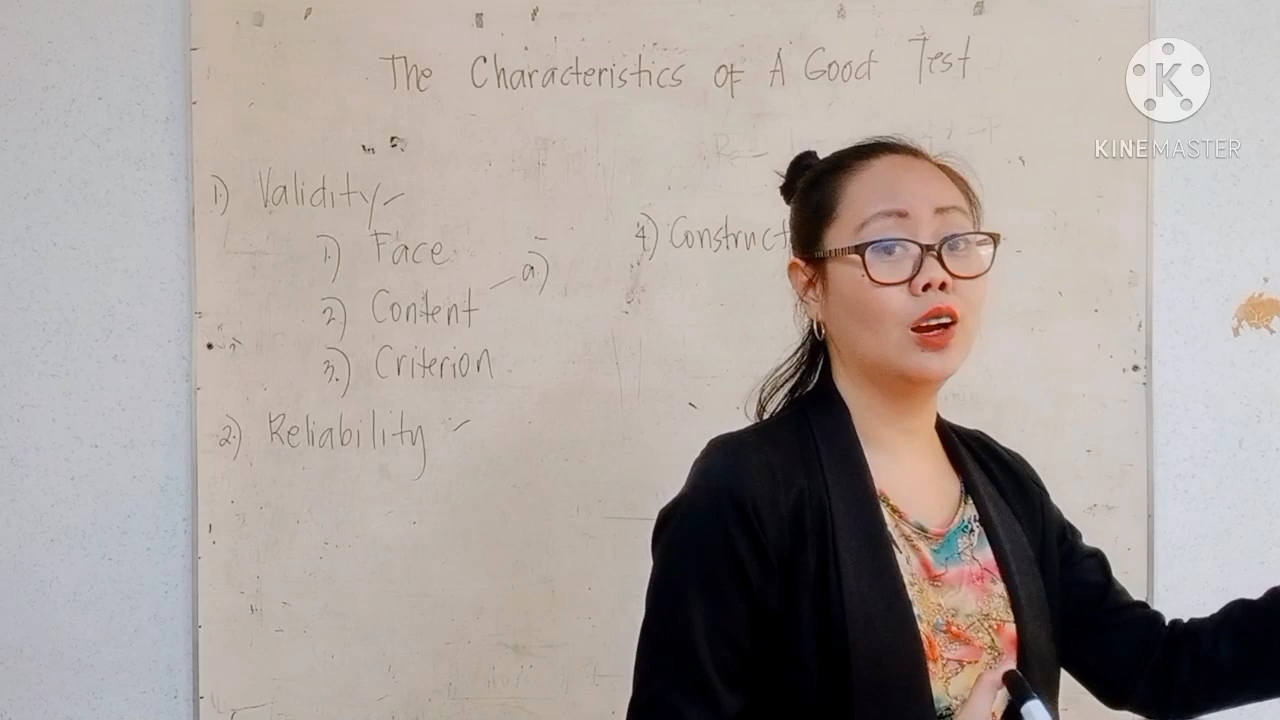 The Characteristics of A Good Test
1.) Validity -
1.) Face
2.) Content - a.)
3.) Criterion
4.) Construct
2.) Reliability -
K
KINEMASTER